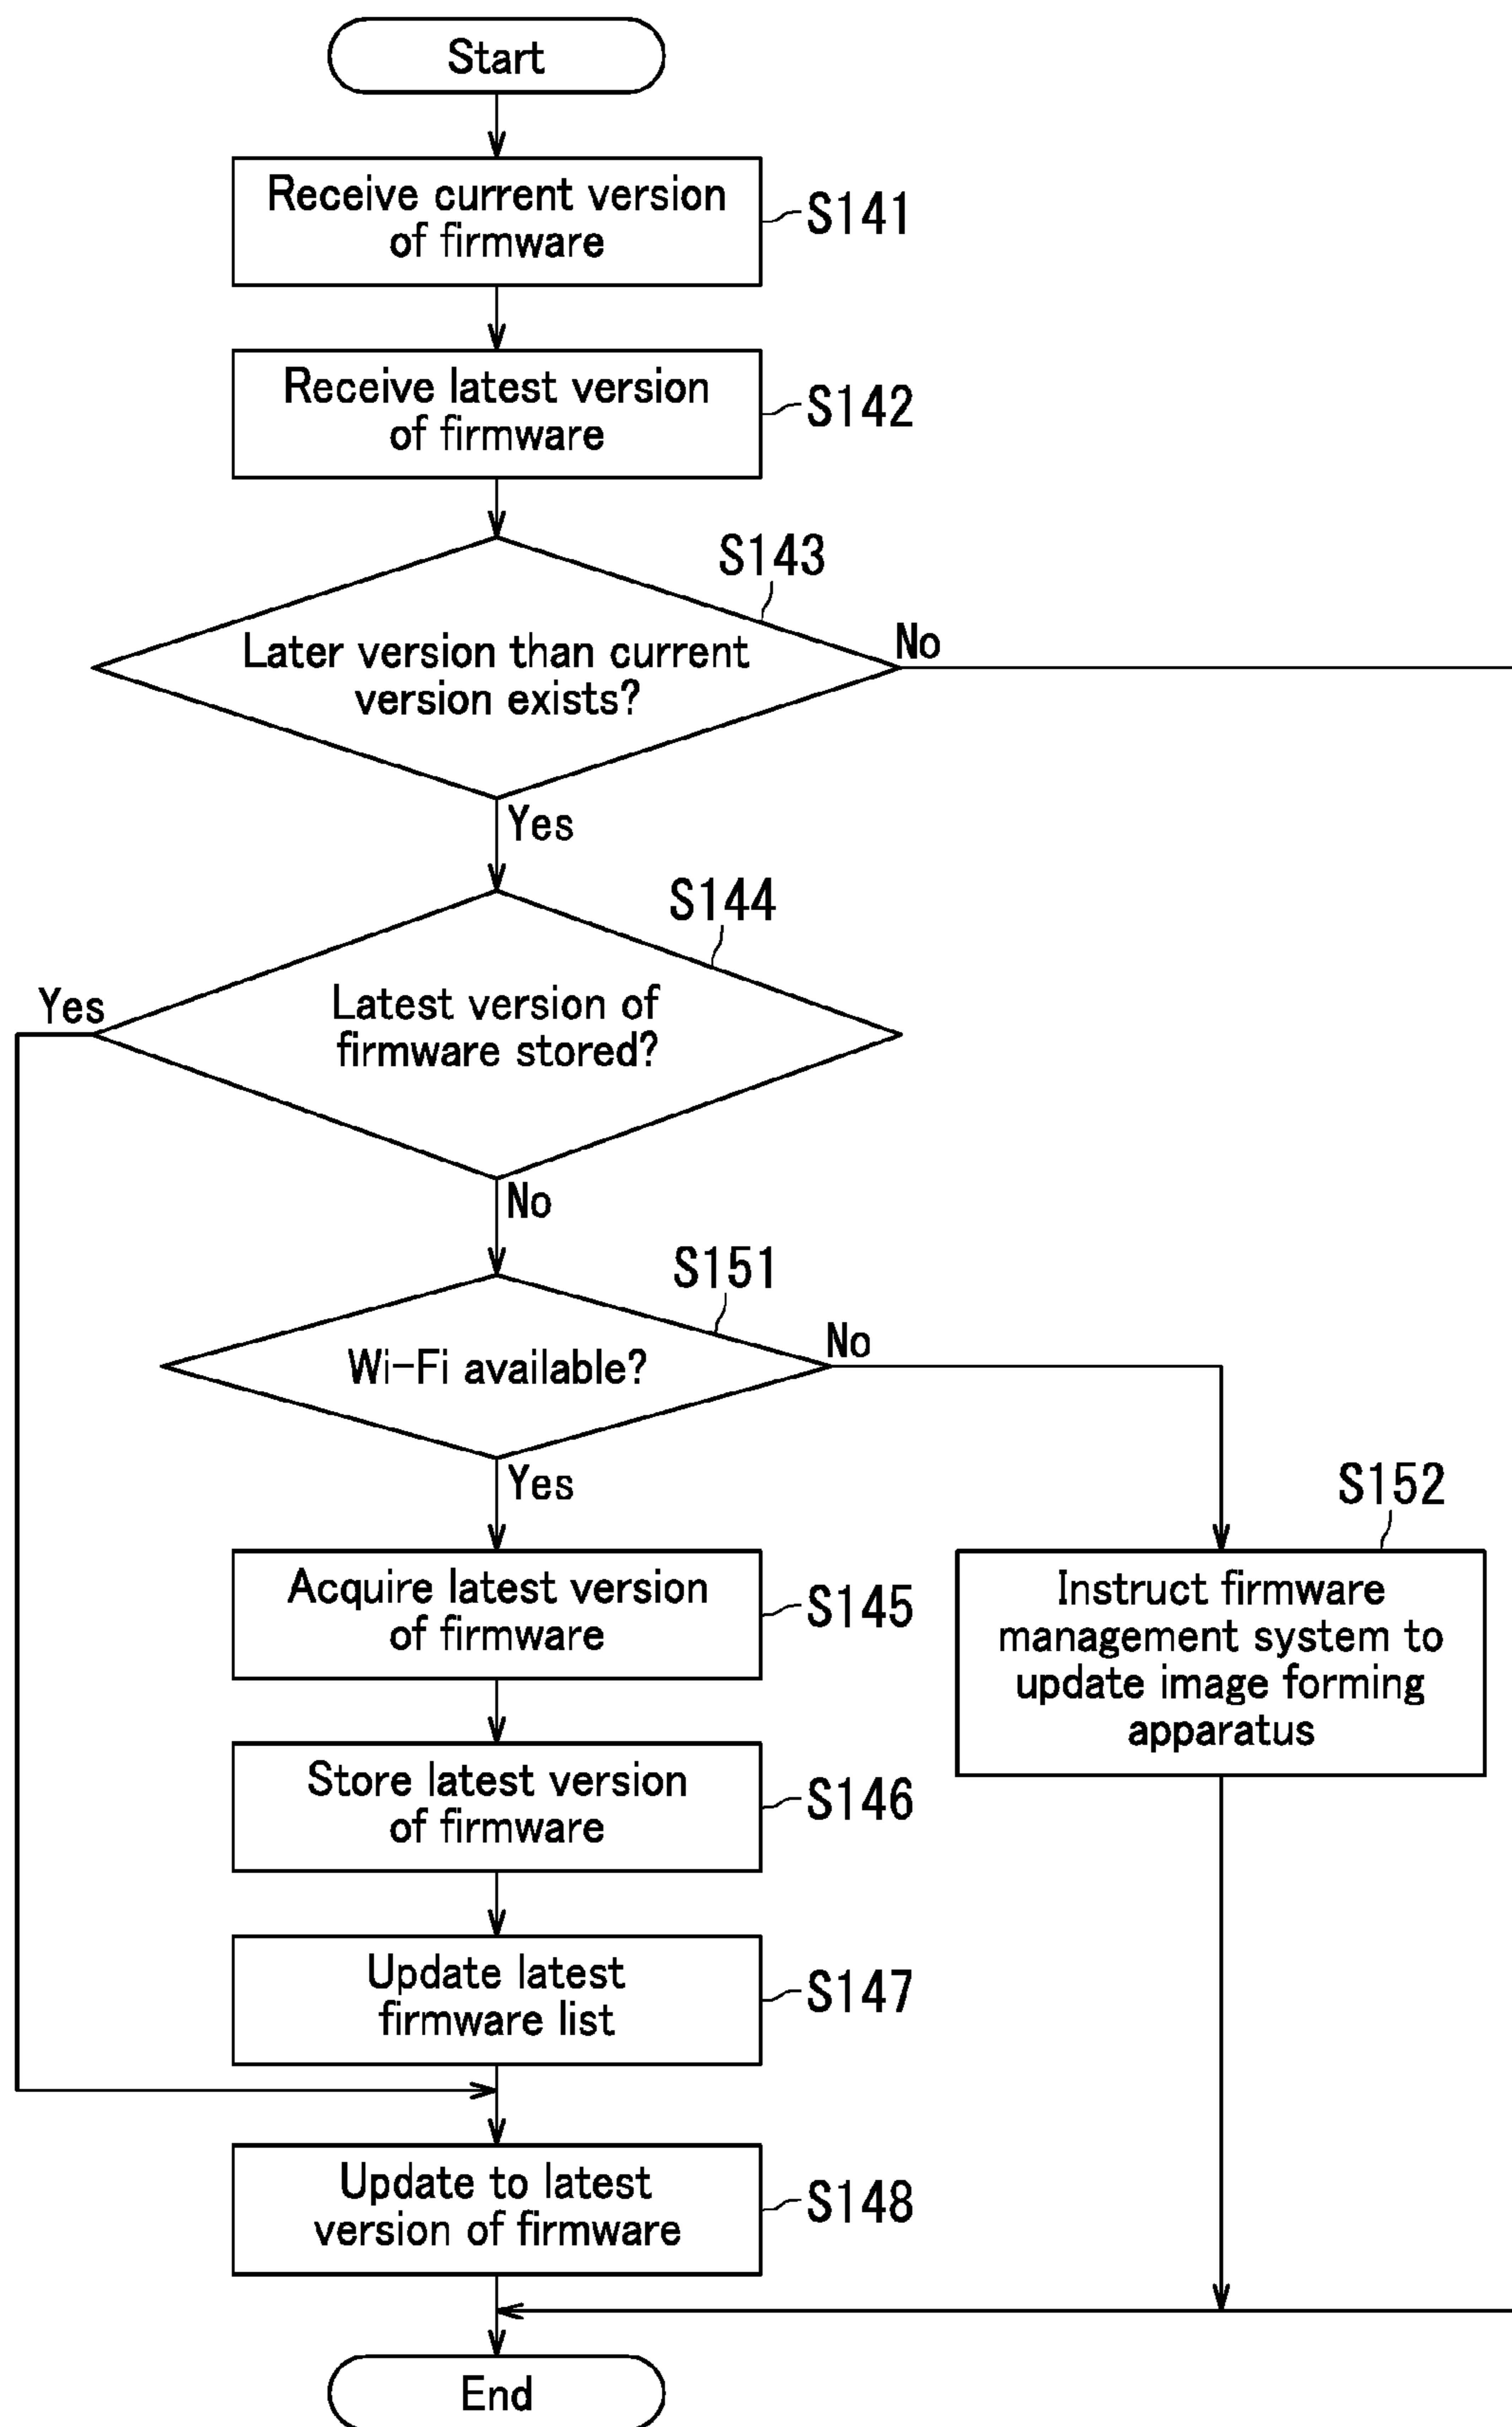 Start
Receive current version
of firmware
S141
Receive latest version
of firmware
S142
S143
Later version than current
version exists?
No
Yes
S144
Latest version of
firmware stored?
Yes
No
S151
Wi-Fi available?
No
Yes
S152
Acquire latest version
of firmware
S145
Instruct firmware
management system to
update image forming
apparatus
Store latest version
of firmware
S146
Update latest
firmware list
S147
Update to latest
version of firmware
S148
End